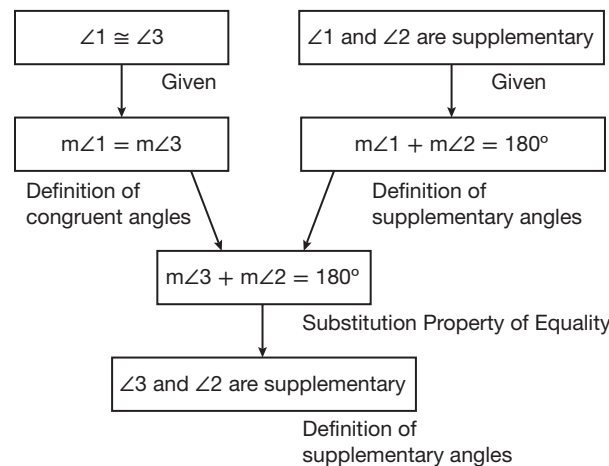 ∠1 ≅ ∠3
∠1 and ∠2 are supplementary
Given
Given
m∠1 = m∠3
m∠1 + m∠2 = 180º
Definition of
congruent angles
Definition of
supplementary angles
m∠3 + m∠2 = 180º
Substitution Property of Equality
∠3 and ∠2 are supplementary
Definition of
supplementary angles